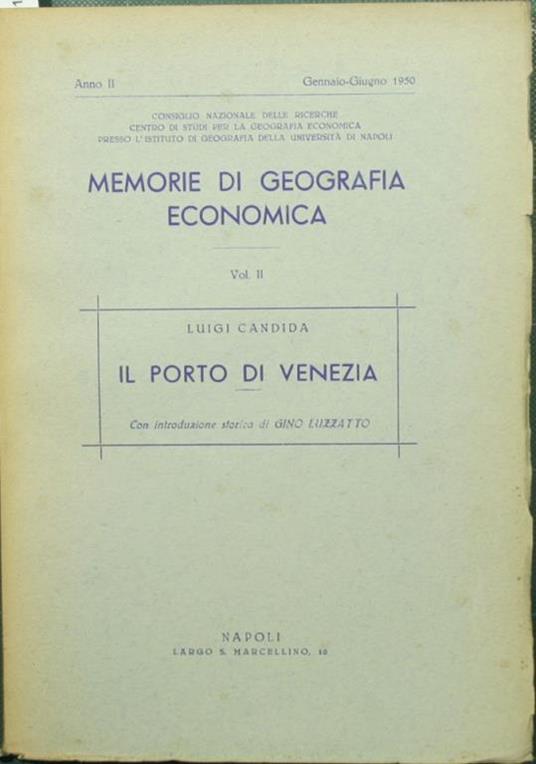 Anno II Gennaio-Giugno 1950
CONSIGLIO NAZIONALE DELLE RICERCHE
CENTRO DI STUDI PER LA GEOGRAFIA ECONOMICA
PRESSO L'ISTITUTO DI GEOGRAFIA DELLA UNIVERSITÀ DI NAPOLI
MEMORIE DI GEOGRAFIA
ECONOMICA
Vol. II
LUIGI CANDIDA
IL PORTO DI VENEZIA
Con introduzione storica di GINO LUZZATTO
NAPOLI
LARGO S. MARCELLINO, 10